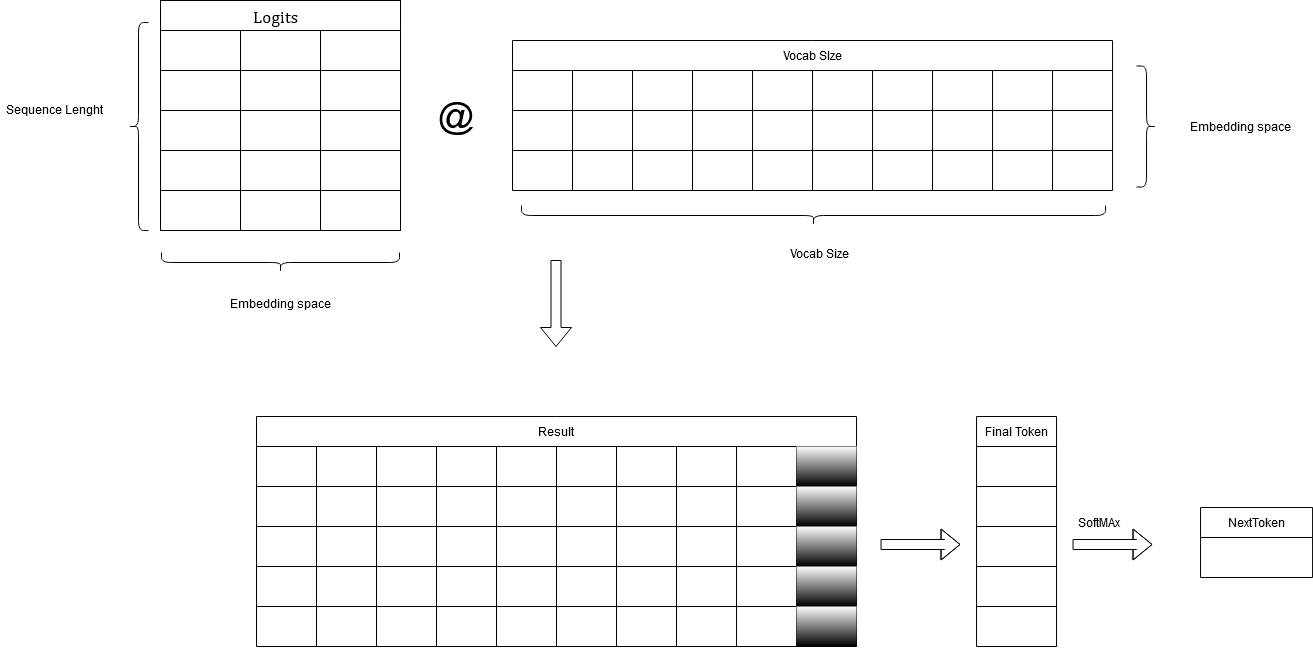 Logits
Vocab SIze
Sequence Lenght
@
Embedding space
Vocab Size
Embedding space
Result
Final Token
SoftMAx
NextToken